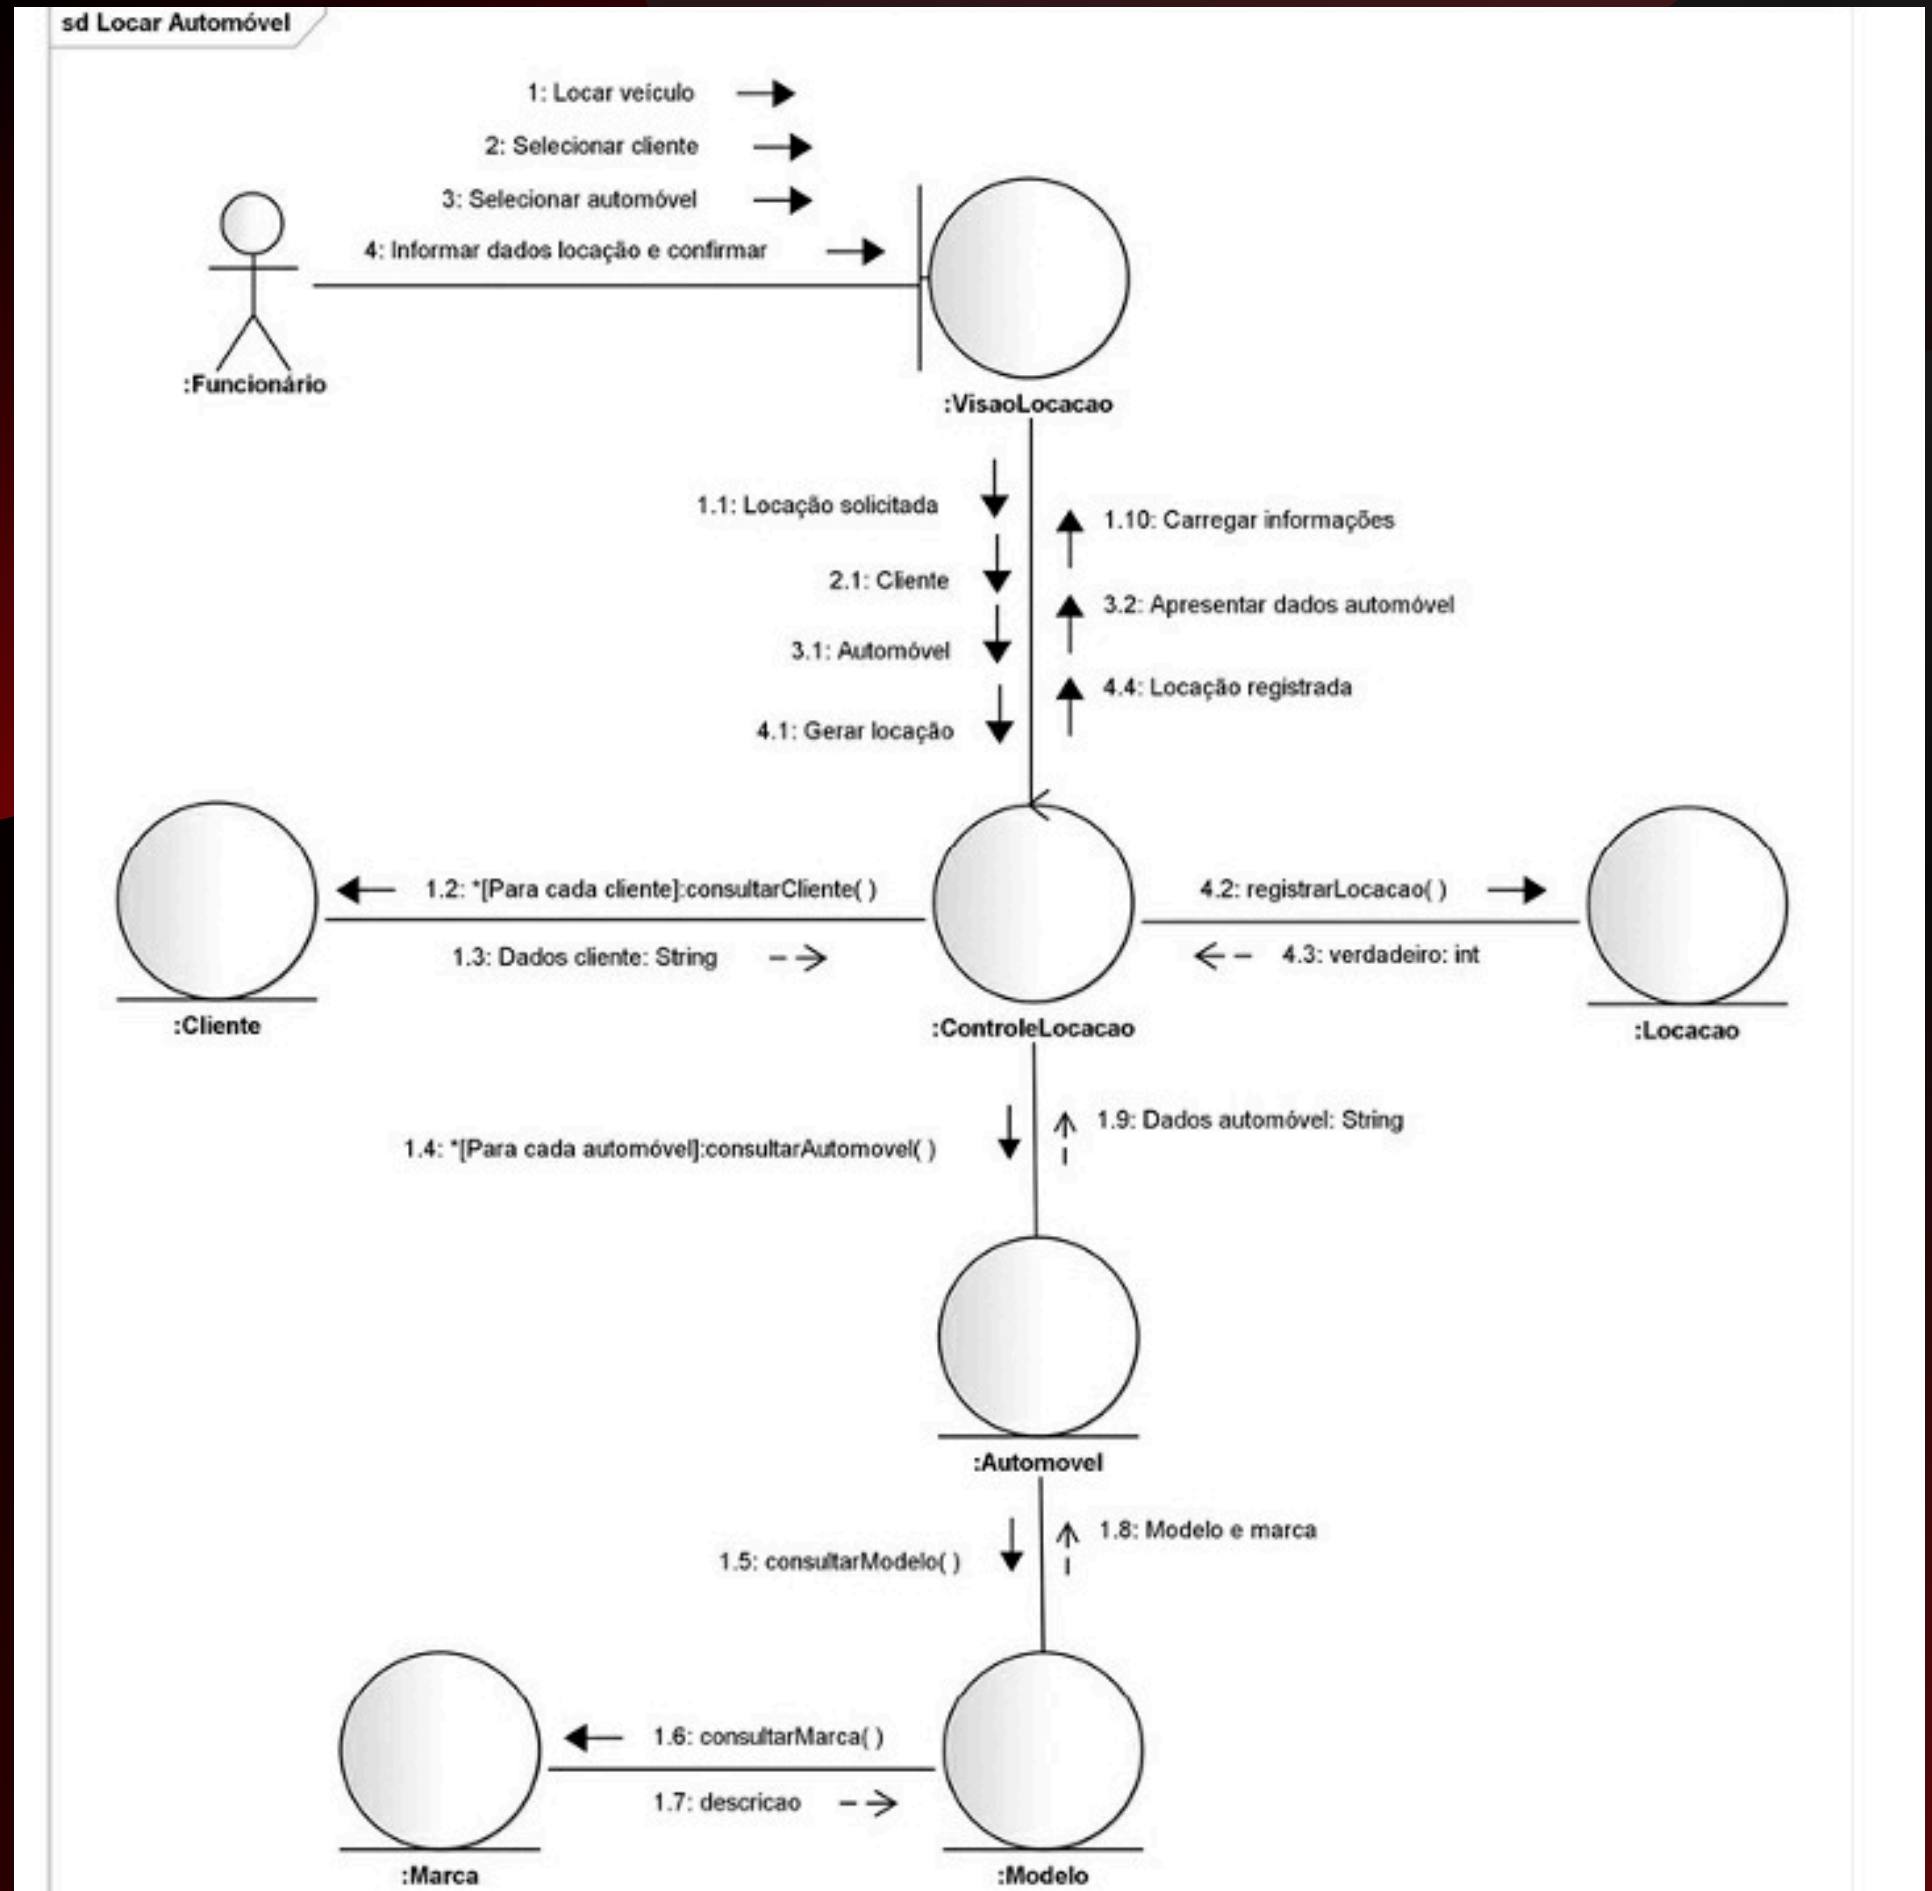 sd Locar Automóvel
1: Locar veículo
2: Selecionar cliente
3: Selecionar automóvel
4: Informar dados locação e confirmar
:Funcionário
:VisaoLocacao
1.1: Locação solicitada
1.10: Carregar informações
2.1: Cliente
3.2: Apresentar dados automóvel
3.1: Automóvel
4.4: Locação registrada
4.1: Gerar locação
1.2: *[Para cada cliente]:consultarCliente( )
4.2: registrarLocacao( )
1.3: Dados cliente: String
4.3: verdadeiro: int
:Cliente
:ControleLocacao
:Locacao
1.9: Dados automóvel: String
1.4: *[Para cada automóvel]:consultarAutomovel( )
:Automovel
1.8: Modelo e marca
1.5: consultarModelo( )
1.6: consultarMarca( )
1.7: descricao
:Marca
:Modelo